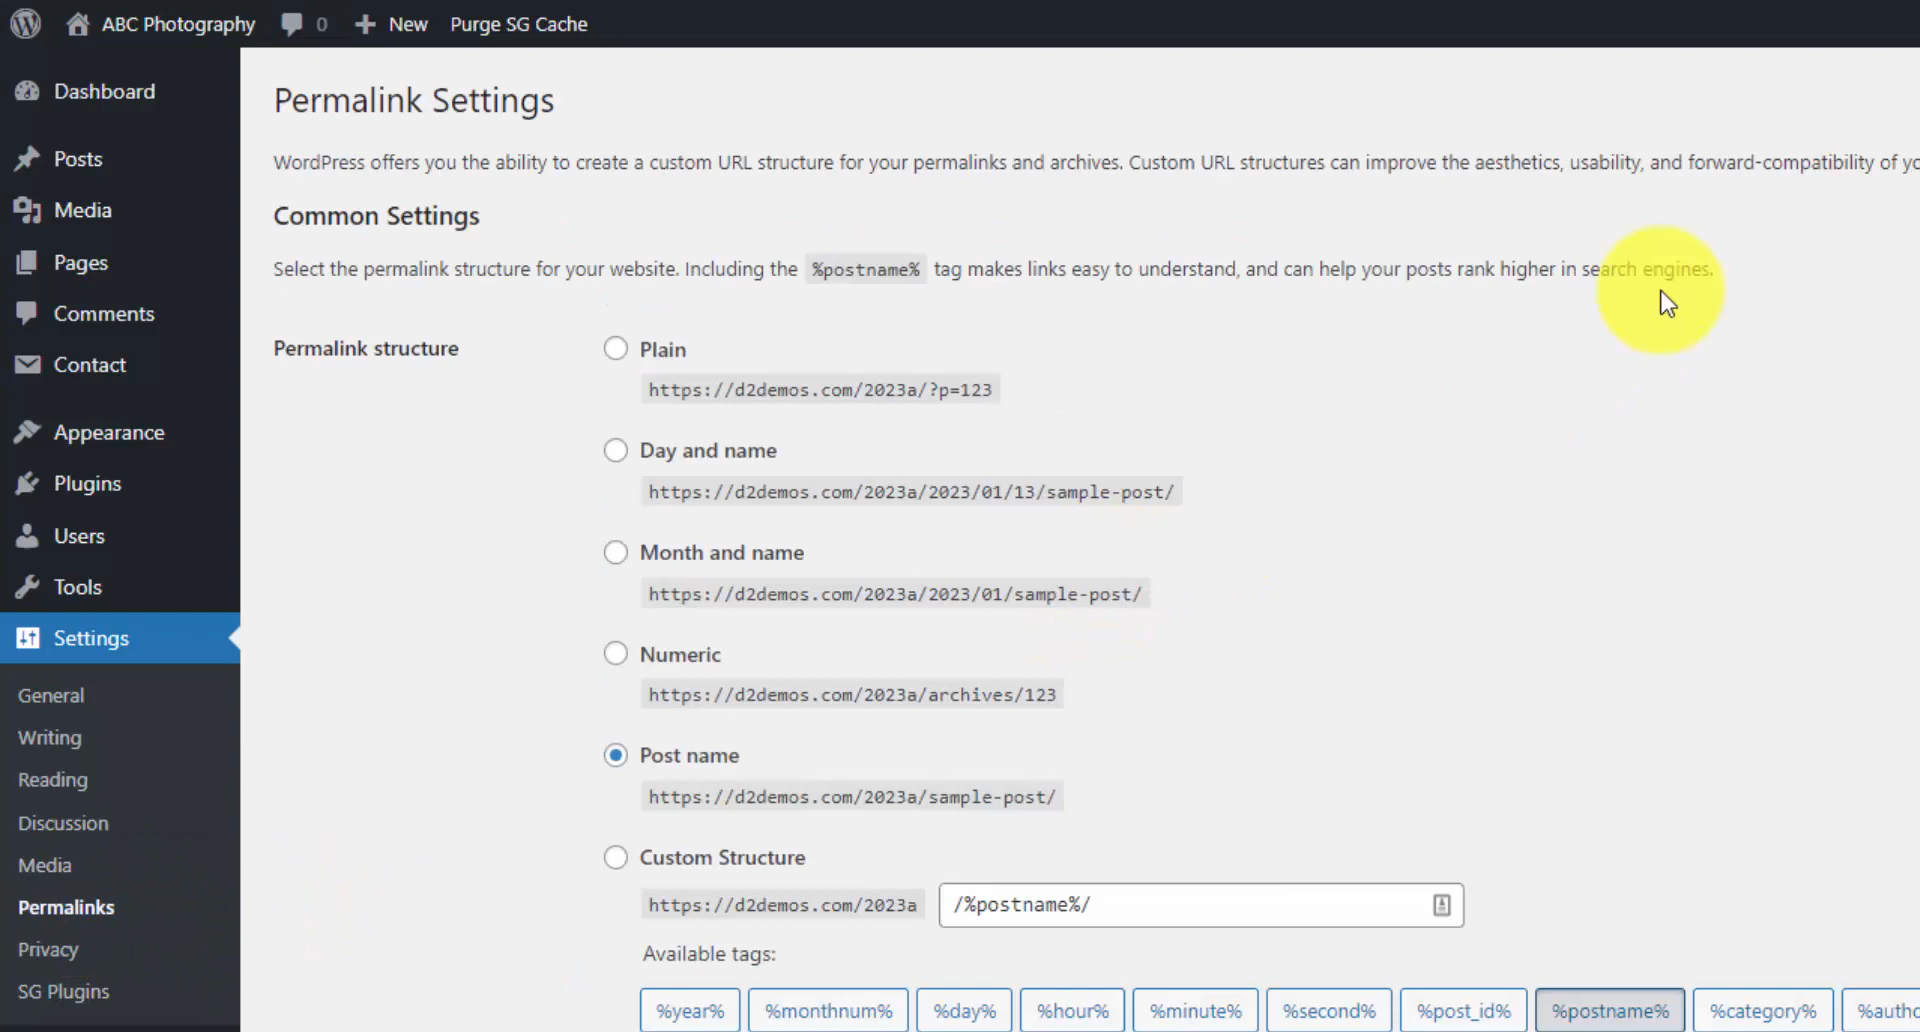 ABC Photography 0 New Purge SG Cache
Dashboard
Posts
Media
Pages
Comments
Contact
Appearance
Plugins
Users
Tools
Settings
General
Writing
Reading
Discussion
Media
Permalinks
Privacy
SG Plugins
Permalink Settings
WordPress offers you the ability to create a custom URL structure for your permalinks and archives. Custom URL structures can improve the aesthetics, usability, and forward-compatibility of
Common Settings
Select the permalink structure for your website. Including the %postname% tag makes links easy to understand, and can help your posts rank higher in search engines.
Permalink structure
Plain
https://d2demos.com/2023a/?p=123
Day and name
https://d2demos.com/2023a/2023/01/13/sample-post/
Month and name
https://d2demos.com/2023a/2023/01/sample-post/
Numeric
https://d2demos.com/2023a/archives/123
Post name
https://d2demos.com/2023a/sample-post/
Custom Structure
https://d2demos.com/2023a /%postname%/
Available tags:
%year% %monthnum% %day% %hour% %minute% %second% %post_id% %postname% %category%